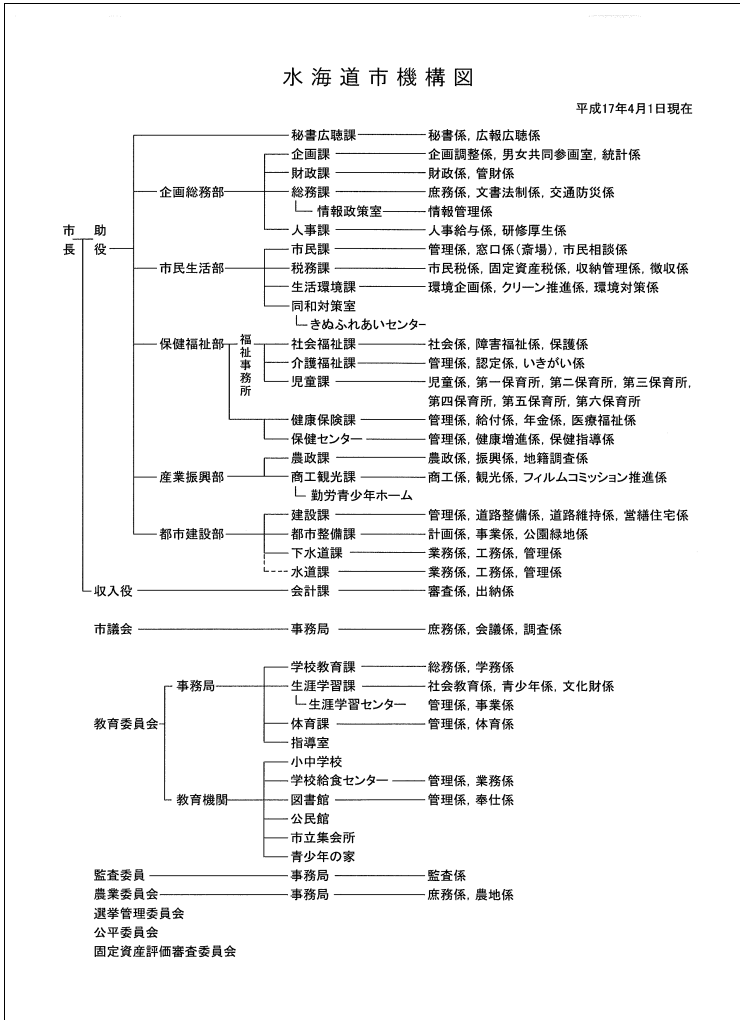 水海道市機構図
平成17年4月1日現在
秘書広聴課 秘書係, 広報広聴係
企画課 企画調整係, 男女共同参画室, 統計係
財政課 財政係, 管財係
企画総務部 総務課 庶務係, 文書法制係, 交通防災係
情報政策室 情報管理係
人事課 人事給与係, 研修厚生係
市長 助役
市民課 管理係, 窓口係(斎場), 市民相談係
市民生活部 税務課 市民税係, 固定資産税係, 収納管理係, 徴収係
生活環境課 環境企画係, クリーン推進係, 環境対策係
同和対策室
きぬふれあいセンター
保健福祉部 福祉事務所 社会福祉課 社会係, 障害福祉係, 保護係
介護福祉課 管理係, 認定係, いきがい係
児童課 児童係, 第一保育所, 第二保育所, 第三保育所,
第四保育所, 第五保育所, 第六保育所
健康保険課 管理係, 給付係, 年金係, 医療福祉係
保健センター 管理係, 健康増進係, 保健指導係
農政課 農政係, 振興係, 地籍調査係
産業振興部 商工観光課 商工係, 観光係, フィルムコミッション推進係
勤労青少年ホーム
建設課 管理係, 道路整備係, 道路維持係, 営繕住宅係
都市建設部 都市整備課 計画係, 事業係, 公園緑地係
下水道課 業務係, 工務係, 管理係
水道課 業務係, 工務係, 管理係
収入役 会計課 審査係, 出納係
市議会 事務局 庶務係, 会議係, 調査係
学校教育課 総務係, 学務係
事務局 生涯学習課 社会教育係, 青少年係, 文化財係
生涯学習センター 管理係, 事業係
教育委員会 体育課 管理係, 体育係
指導室
小中学校
学校給食センター 管理係, 業務係
教育機関 図書館 管理係, 奉仕係
公民館
市立集会所
青少年の家
監査委員 事務局 監査係
農業委員会 事務局 庶務係, 農地係
選挙管理委員会
公平委員会
固定資産評価審査委員会